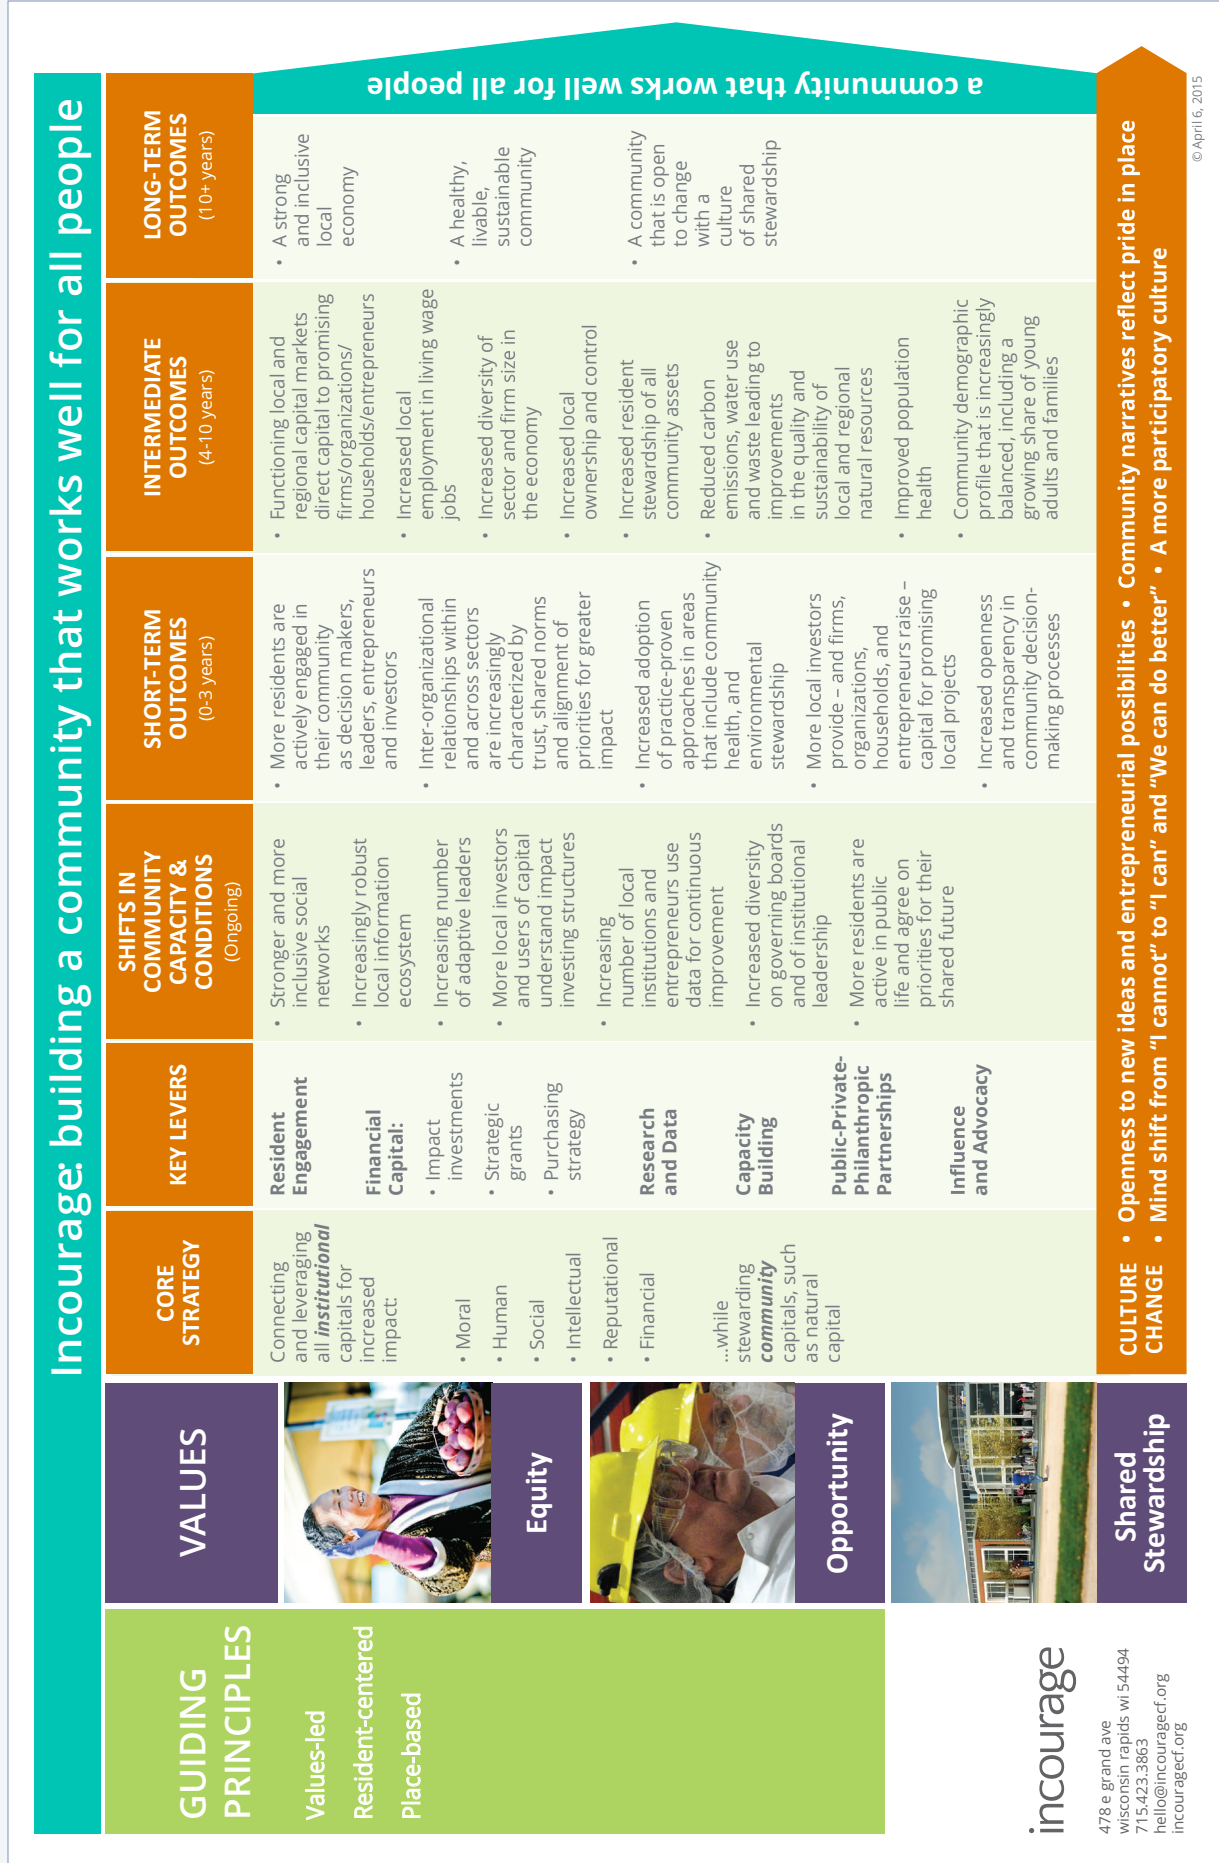 Incourage: building a community that works well for all people
GUIDING
PRINCIPLES
Values-led
Resident-centered
Place-based
VALUES
Equity
Opportunity
Shared
Stewardship
CORE
STRATEGY
Connecting
and leveraging
all institutional
capitals for
increased
impact:
• Moral
• Human
• Social
• Intellectual
• Reputational
• Financial
...while
stewarding
community
capitals, such
as natural
capital
KEY LEVERS
Resident
Engagement
Financial
Capital:
• Impact
investments
• Strategic
grants
• Purchasing
strategy
Research
and Data
Capacity
Building
Public-Private-
Philanthropic
Partnerships
Influence
and Advocacy
SHIFTS IN
COMMUNITY
CAPACITY &
CONDITIONS
(Ongoing)
• Stronger and more
inclusive social
networks
• Increasingly robust
local information
ecosystem
• Increasing number
of adaptive leaders
• More local investors
and users of capital
understand impact
investing structures
• Increasing
number of local
institutions and
entrepreneurs use
data for continuous
improvement
• Increased diversity
on governing boards
and of institutional
leadership
• More residents are
active in public
life and agree on
priorities for their
shared future
SHORT-TERM
OUTCOMES
(0-3 years)
• More residents are
actively engaged in
their community
as decision makers,
leaders, entrepreneurs
and investors
• Inter-organizational
relationships within
and across sectors
are increasingly
characterized by
trust, shared norms
and alignment of
priorities for greater
impact
• Increased adoption
of practice-proven
approaches in areas
that include community
health, and
environmental
stewardship
• More local investors
provide – and firms,
organizations,
households, and
entrepreneurs raise –
capital for promising
local projects
• Increased openness
and transparency in
community decision-
making processes
INTERMEDIATE
OUTCOMES
(4-10 years)
• Functioning local and
regional capital markets
direct capital to promising
firms/organizations/
households/entrepreneurs
• Increased local
employment in living wage
jobs
• Increased diversity of
sector and firm size in
the economy
• Increased local
ownership and control
• Increased resident
stewardship of all
community assets
• Reduced carbon
emissions, water use
and waste leading to
improvements
in the quality and
sustainability of
local and regional
natural resources
• Improved population
health
• Community demographic
profile that is increasingly
balanced, including a
growing share of young
adults and families
LONG-TERM
OUTCOMES
(10+ years)
• A strong
and inclusive
local
economy
• A healthy,
livable,
sustainable
community
• A community
that is open
to change
with a
culture
of shared
stewardship
a community that works well for all people
CULTURE • Openness to new ideas and entrepreneurial possibilities • Community narratives reflect pride in place
CHANGE • Mind shift from “I cannot” to “I can” and “We can do better” • A more participatory culture
incourage
478 e grand ave
wisconsin rapids wi 54494
715.423.3863
hello@incouragecf.org
incouragecf.org
© April 6, 2015